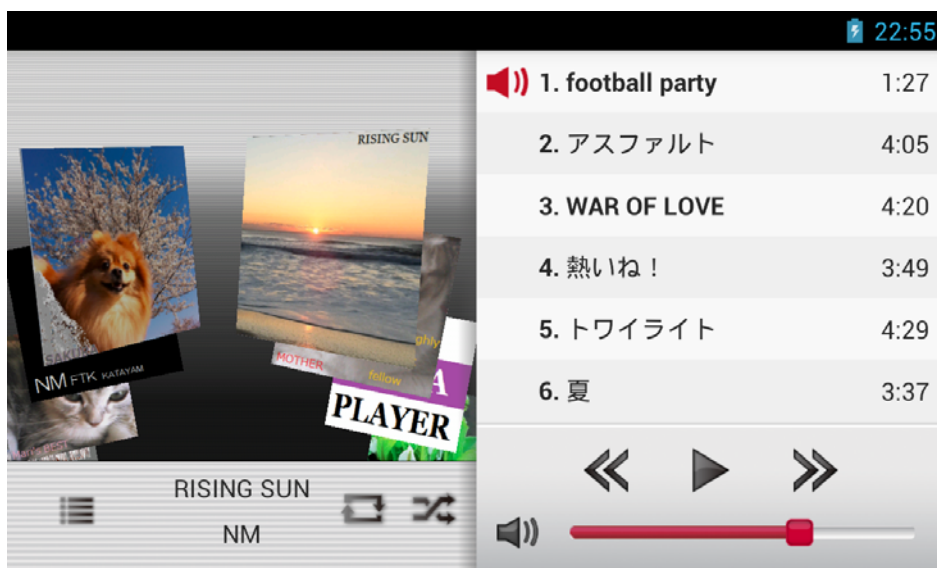 22:55
RISING SUN
SAKU
NM FTK KATAYAM
MOTHER
fellow
ghly
A
PLAYER
RISING SUN
NM
1. football party 1:27
2. アスファルト 4:05
3. WAR OF LOVE 4:20
4. 熱いね！ 3:49
5. トワイライト 4:29
6. 夏 3:37